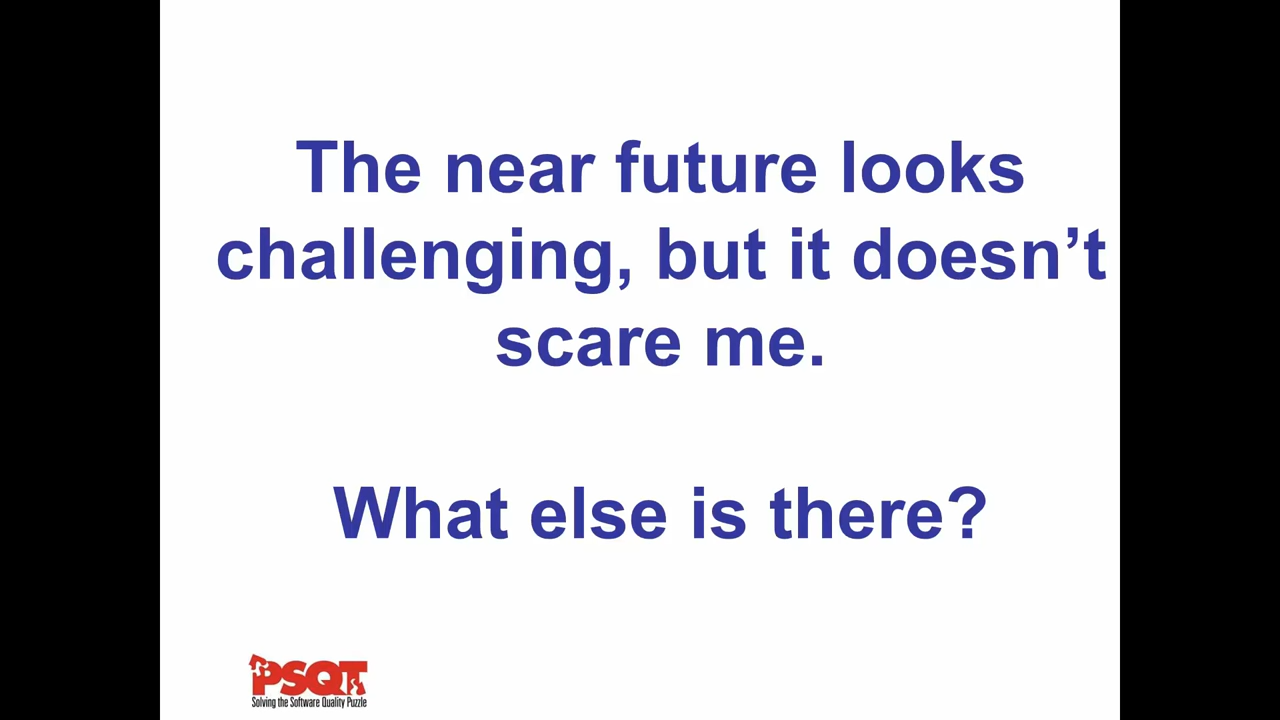 The near future looks
challenging, but it doesn’t
scare me.
What else is there?
PSQT
Solving the Software Quality Puzzle